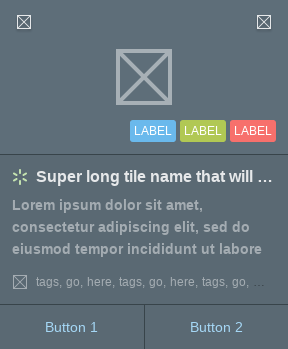 LABEL LABEL LABEL
Super long tile name that will ...
Lorem ipsum dolor sit amet,
consectetur adipiscing elit, sed do
eiusmod tempor incididunt ut labore
tags, go, here, tags, go, here, tags, go, ...
Button 1 Button 2